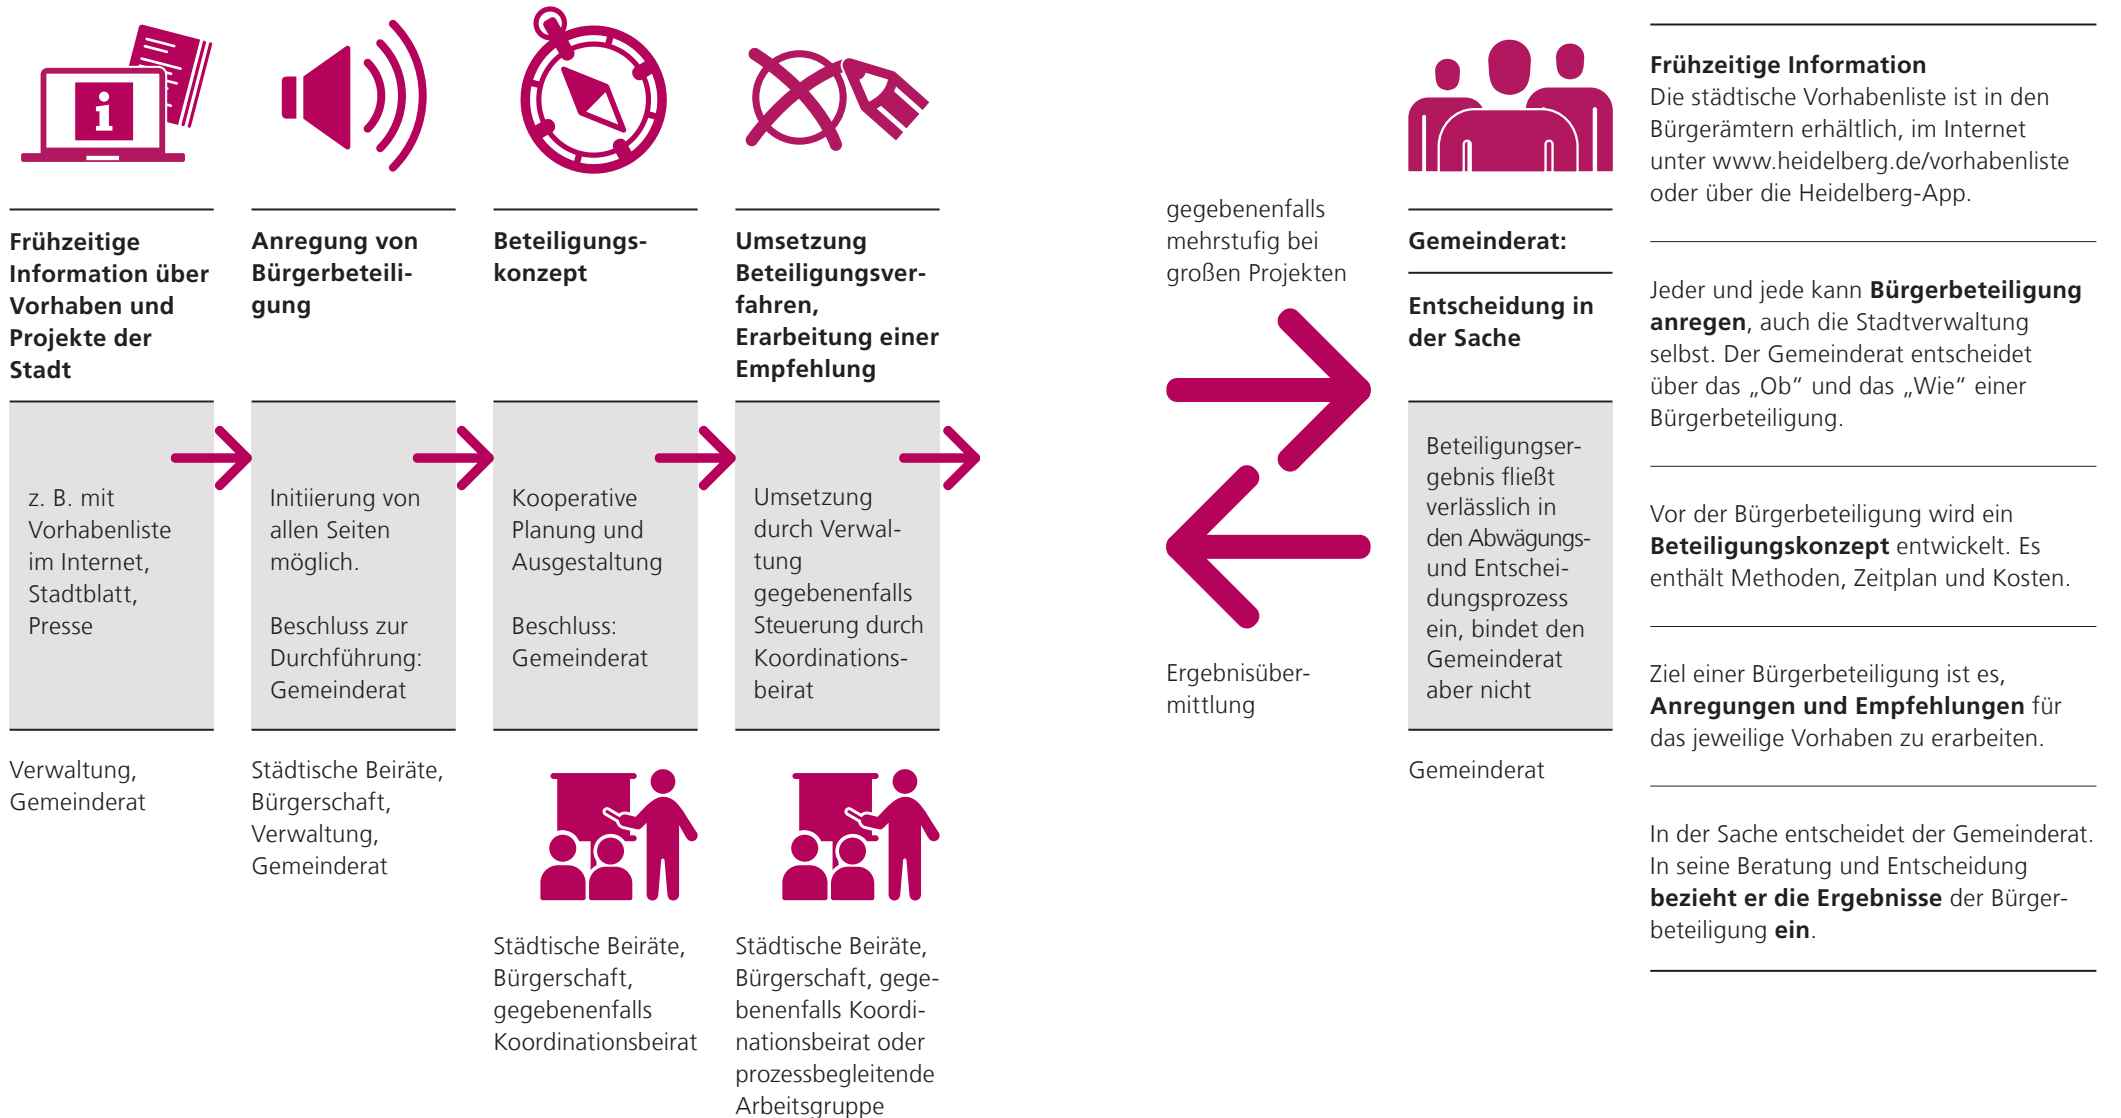 Frühzeitige
Information über
Vorhaben und
Projekte der
Stadt
z. B. mit
Vorhabenliste
im Internet,
Stadtblatt,
Presse
Verwaltung,
Gemeinderat
Anregung von
Bürgerbeteili-
gung
Initiierung von
allen Seiten
möglich.
Beschluss zur
Durchführung:
Gemeinderat
Städtische Beiräte,
Bürgerschaft,
Verwaltung,
Gemeinderat
Beteiligungs-
konzept
Kooperative
Planung und
Ausgestaltung
Beschluss:
Gemeinderat
Städtische Beiräte,
Bürgerschaft,
gegebenenfalls
Koordinationsbeirat
Umsetzung
Beteiligungsver-
fahren,
Erarbeitung einer
Empfehlung
Umsetzung
durch Verwal-
tung
gegebenenfalls
Steuerung durch
Koordinations-
beirat
Städtische Beiräte,
Bürgerschaft, gege-
benenfalls Koordi-
nationsbeirat oder
prozessbegleitende
Arbeitsgruppe
gegebenenfalls
mehrstufig bei
großen Projekten
Ergebnisüber-
mittlung
Gemeinderat:
Entscheidung in
der Sache
Beteiligungser-
gebnis fließt
verlässlich in
den Abwägungs-
und Entschei-
dungsprozess
ein, bindet den
Gemeinderat
aber nicht
Gemeinderat
Frühzeitige Information
Die städtische Vorhabenliste ist in den
Bürgerämtern erhältlich, im Internet
unter www.heidelberg.de/vorhabenliste
oder über die Heidelberg-App.
Jeder und jede kann Bürgerbeteiligung
anregen, auch die Stadtverwaltung
selbst. Der Gemeinderat entscheidet
über das „Ob“ und das „Wie“ einer
Bürgerbeteiligung.
Vor der Bürgerbeteiligung wird ein
Beteiligungskonzept entwickelt. Es
enthält Methoden, Zeitplan und Kosten.
Ziel einer Bürgerbeteiligung ist es,
Anregungen und Empfehlungen für
das jeweilige Vorhaben zu erarbeiten.
In der Sache entscheidet der Gemeinderat.
In seine Beratung und Entscheidung
bezieht er die Ergebnisse der Bürger-
beteiligung ein.